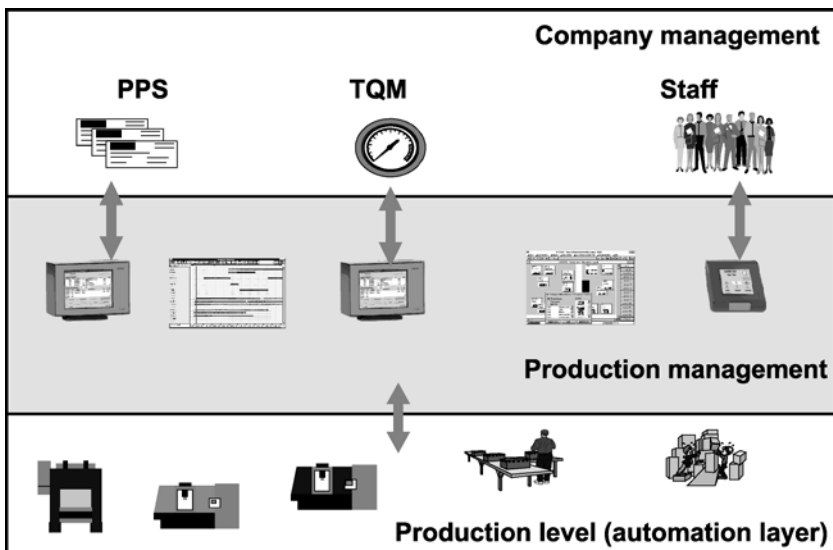 Company management
PPS TQM Staff
Production management
Production level (automation layer)